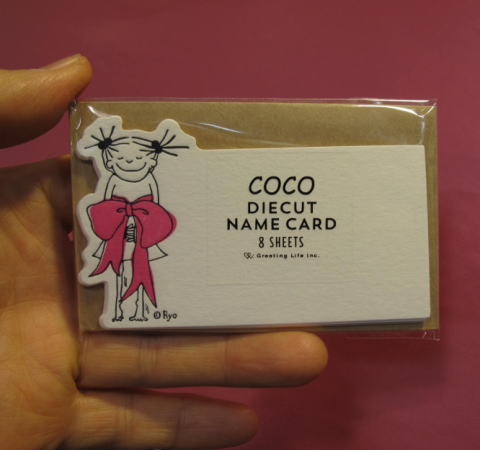 COCO
DIECUT
NAME CARD
8 SHEETS
Greeting Life Inc.
© Ryo